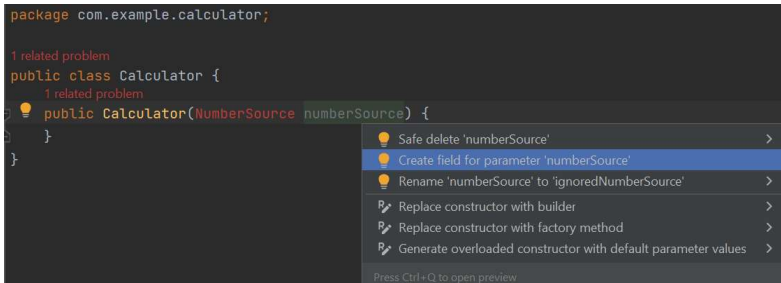 package com.example.calculator;
1 related problem
public class Calculator {
1 related problem
public Calculator(NumberSource numberSource) {
}
}
Safe delete 'numberSource'
Create field for parameter 'numberSource'
Rename 'numberSource' to 'ignoredNumberSource'
Replace constructor with builder
Replace constructor with factory method
Generate overloaded constructor with default parameter values
Press Ctrl+Q to open preview